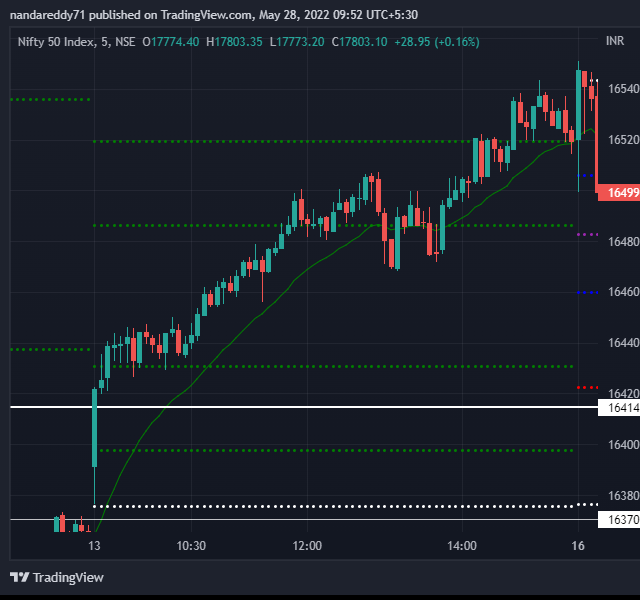 nandareddy71 published on TradingView.com, May 28, 2022 09:52 UTC+5:30
Nifty 50 Index, 5, NSE O17774.40 H17803.35 L17773.20 C17803.10 +28.95 (+0.16%)
INR
16540
16520
16499
16480
16460
16440
16420
16414
16400
16380
16370
13 10:30 12:00 14:00 16
TradingView